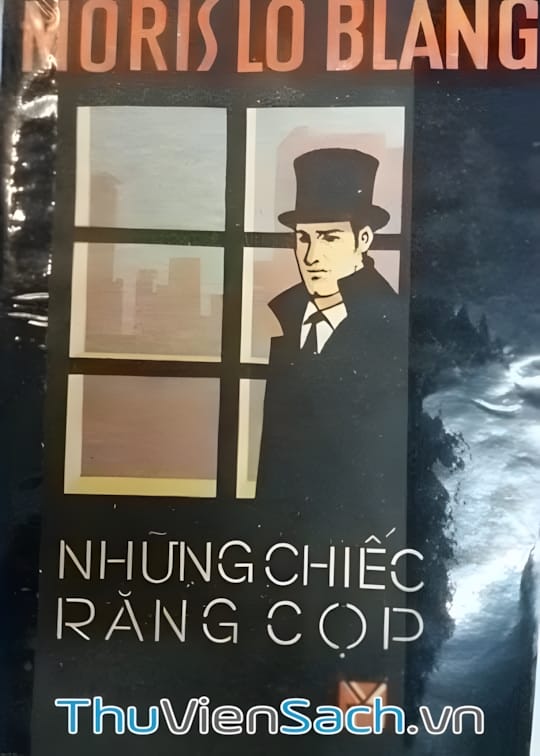 MORIS LO BLANG
NHỮNG CHIẾC
RĂNG CỌP
ThuVienSach.vn